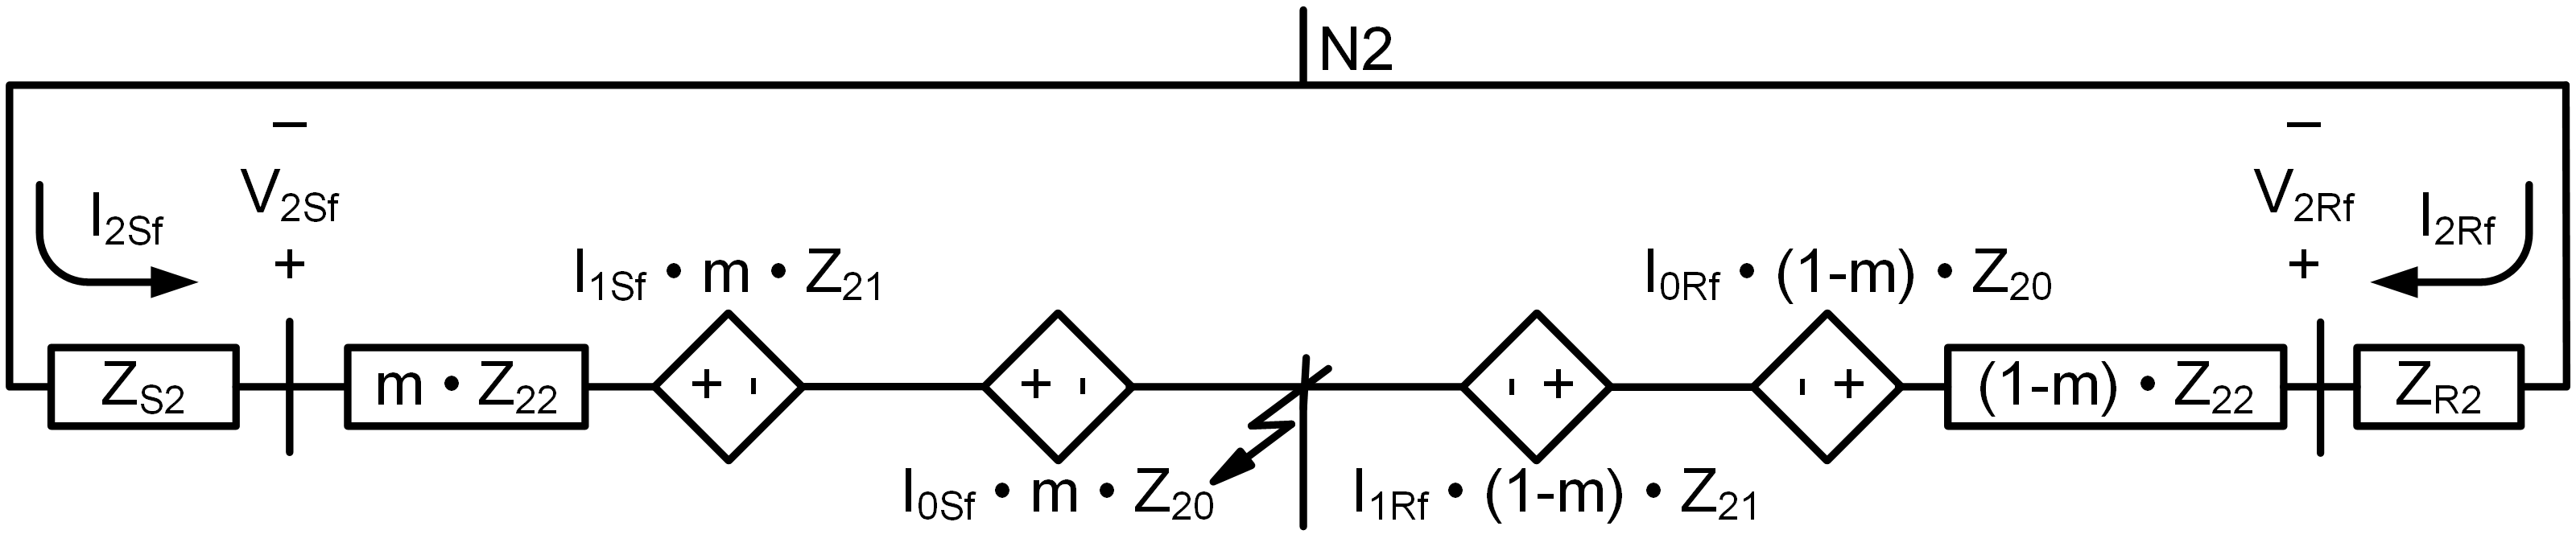 N2
− −
V2Sf V2Rf
I2Sf I2Rf
+ +
I1Sf • m • Z21 I0Rf • (1-m) • Z20
ZS2 m • Z22 + - + - - + - + (1-m) • Z22 ZR2
I0Sf • m • Z20 I1Rf • (1-m) • Z21